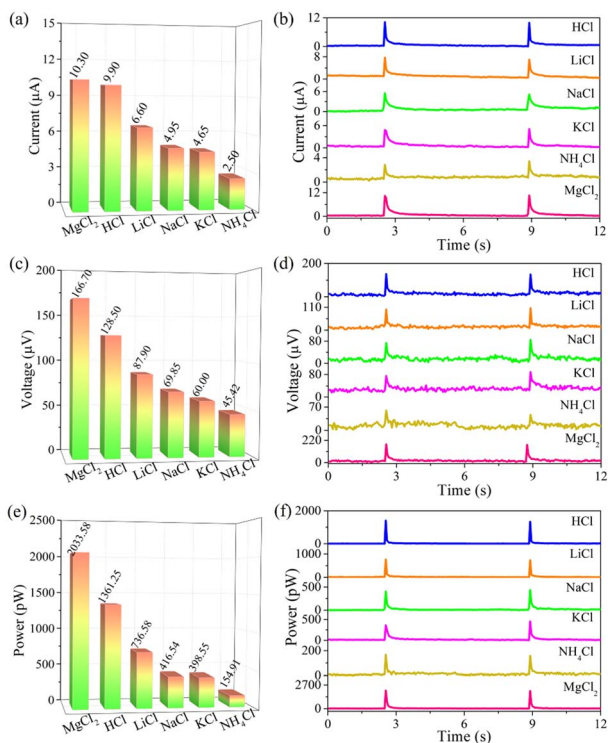 (a)
15
12
9
6
3
0
Current (μA)
10.30
9.90
6.60
4.95
4.65
2.50
MgCl₂
HCl
LiCl
NaCl
KCl
NH₄Cl
(b)
12
0
8
0
6
0
6
0
4
0
12
0
Current (μA)
HCl
LiCl
NaCl
KCl
NH₄Cl
MgCl₂
0 3 6 9 12
Time (s)
(c)
200
150
100
50
0
Voltage (μV)
166.70
128.50
87.90
69.85
60.00
45.42
MgCl₂
HCl
LiCl
NaCl
KCl
NH₄Cl
(d)
200
0
110
0
80
0
80
0
70
0
220
0
Voltage (μV)
HCl
LiCl
NaCl
KCl
NH₄Cl
MgCl₂
0 3 6 9 12
Time (s)
(e)
2500
2000
1500
1000
500
0
Power (pW)
2033.58
1361.25
736.58
416.54
398.55
154.91
MgCl₂
HCl
LiCl
NaCl
KCl
NH₄Cl
(f)
2000
0
1000
0
500
0
500
0
200
0
2700
0
Power (pW)
HCl
LiCl
NaCl
KCl
NH₄Cl
MgCl₂
0 3 6 9 12
Time (s)